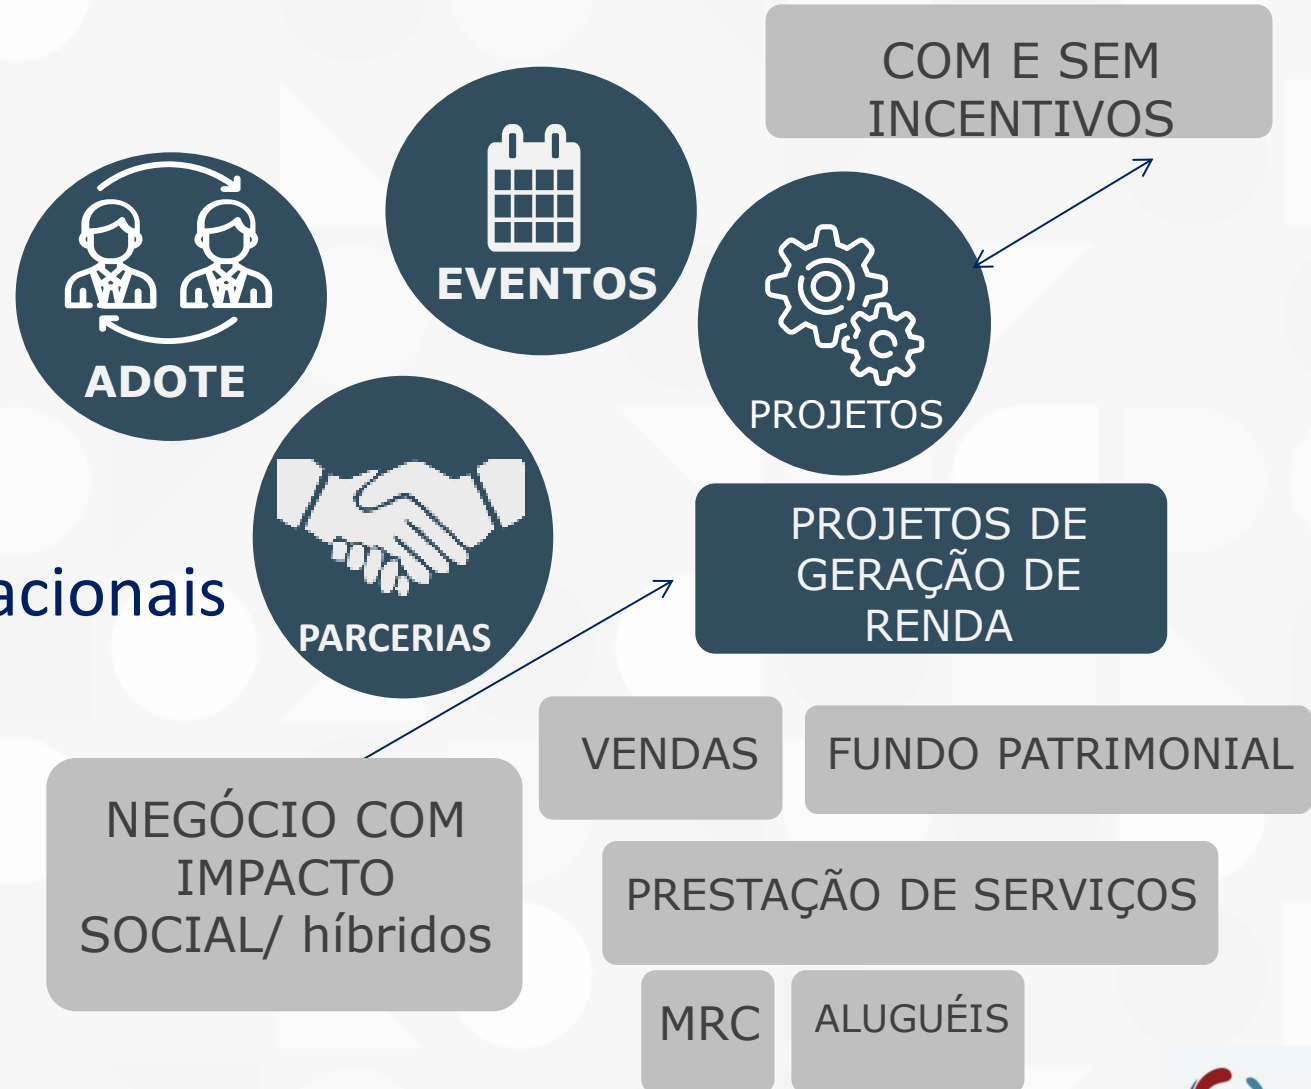 COM E SEM
INCENTIVOS
EVENTOS
ADOTE
PROJETOS
PROJETOS DE
GERAÇÃO DE
RENDA
acionais
PARCERIAS
VENDAS
FUNDO PATRIMONIAL
NEGÓCIO COM
IMPACTO
SOCIAL/ híbridos
PRESTAÇÃO DE SERVIÇOS
MRC
ALUGUÉIS